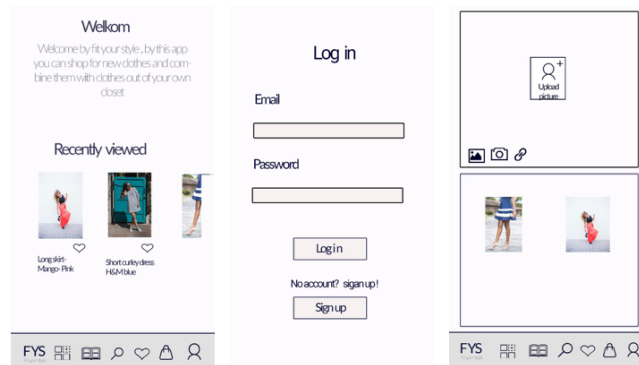 Welkom
Welcome by fit your style , by this app
you can shop for new clothes and com-
bine them with clothes out of your own
closet
Recently viewed
Long skirt-
Mango- Pink
Short curley dress
H&M blue
FYS
Log in
Email
Password
Log in
No account? sigan up !
Sign up
Upload
picture
FYS